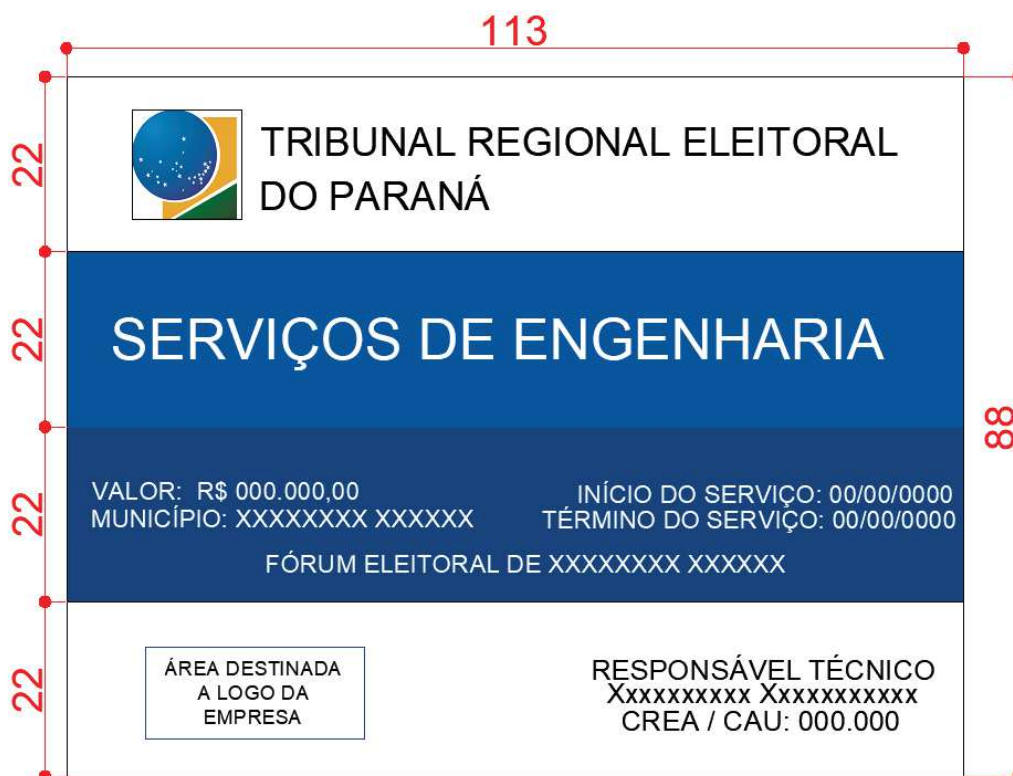 113
22
TRIBUNAL REGIONAL ELEITORAL
DO PARANÁ
22
SERVIÇOS DE ENGENHARIA
88
22
VALOR: R$ 000.000,00
MUNICÍPIO: XXXXXXXX XXXXXX
INÍCIO DO SERVIÇO: 00/00/0000
TÉRMINO DO SERVIÇO: 00/00/0000
FÓRUM ELEITORAL DE XXXXXXXX XXXXXX
22
ÁREA DESTINADA
A LOGO DA
EMPRESA
RESPONSÁVEL TÉCNICO
Xxxxxxxxxx Xxxxxxxxxxx
CREA / CAU: 000.000